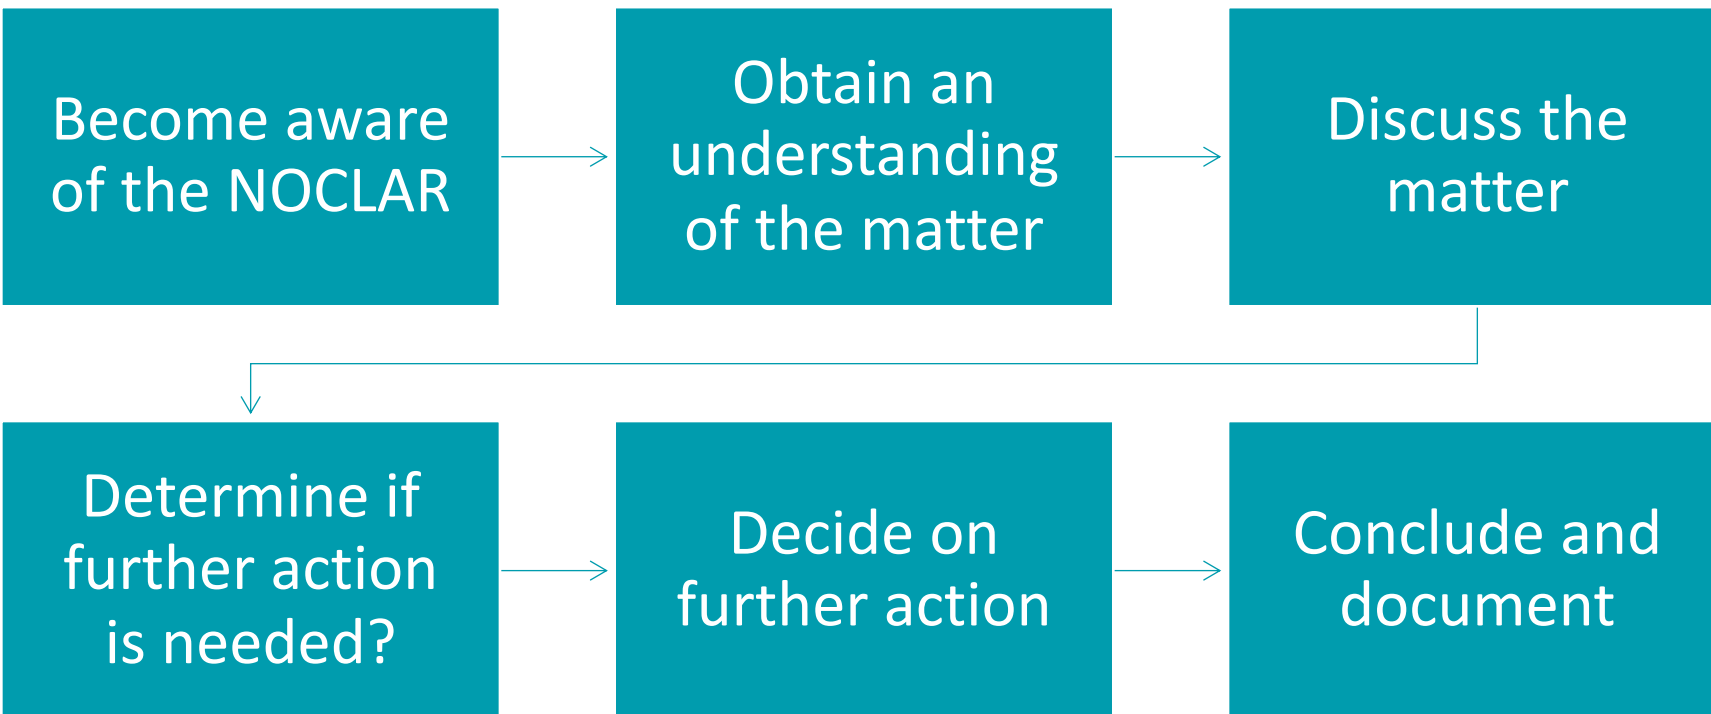 Become aware
of the NOCLAR
Obtain an
understanding
of the matter
Discuss the
matter
Determine if
further action
is needed?
Decide on
further action
Conclude and
document